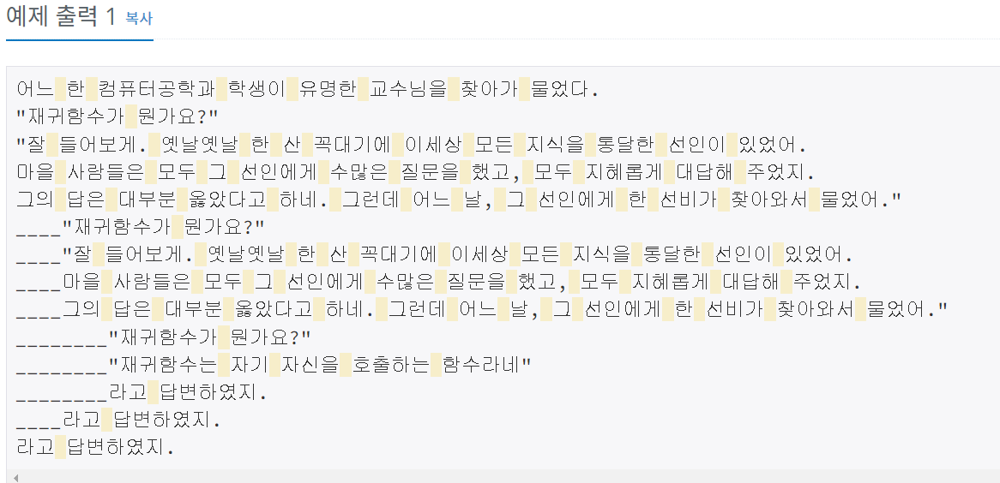 예제 출력 1 복사
어느 한 컴퓨터공학과 학생이 유명한 교수님을 찾아가 물었다.
"재귀함수가 뭔가요?"
"잘 들어보게. 옛날옛날 한 산 꼭대기에 이세상 모든 지식을 통달한 선인이 있었어.
마을 사람들은 모두 그 선인에게 수많은 질문을 했고, 모두 지혜롭게 대답해 주었지.
그의 답은 대부분 옳았다고 하네. 그런데 어느 날, 그 선인에게 한 선비가 찾아와서 물었어."
____"재귀함수가 뭔가요?"
____"잘 들어보게. 옛날옛날 한 산 꼭대기에 이세상 모든 지식을 통달한 선인이 있었어.
____마을 사람들은 모두 그 선인에게 수많은 질문을 했고, 모두 지혜롭게 대답해 주었지.
____그의 답은 대부분 옳았다고 하네. 그런데 어느 날, 그 선인에게 한 선비가 찾아와서 물었어."
________"재귀함수가 뭔가요?"
________"재귀함수는 자기 자신을 호출하는 함수라네"
________라고 답변하였지.
____라고 답변하였지.
라고 답변하였지.